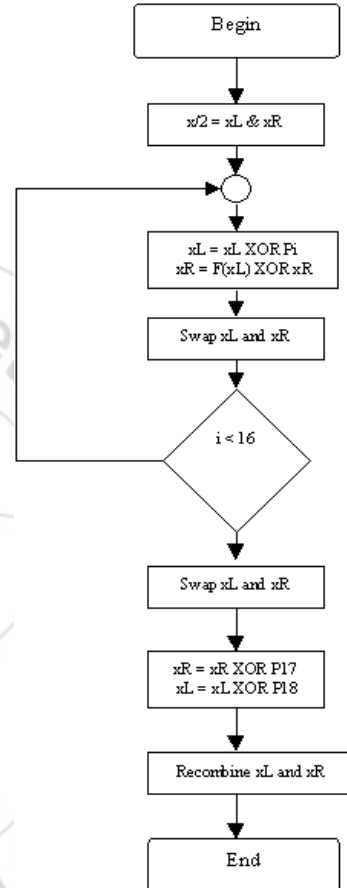 Begin
x/2 = xL & xR
xL = xL XOR Pi
xR = F(xL) XOR xR
Swap xL and xR
i < 16
Swap xL and xR
xR = xR XOR P17
xL = xL XOR P18
Recombine xL and xR
End